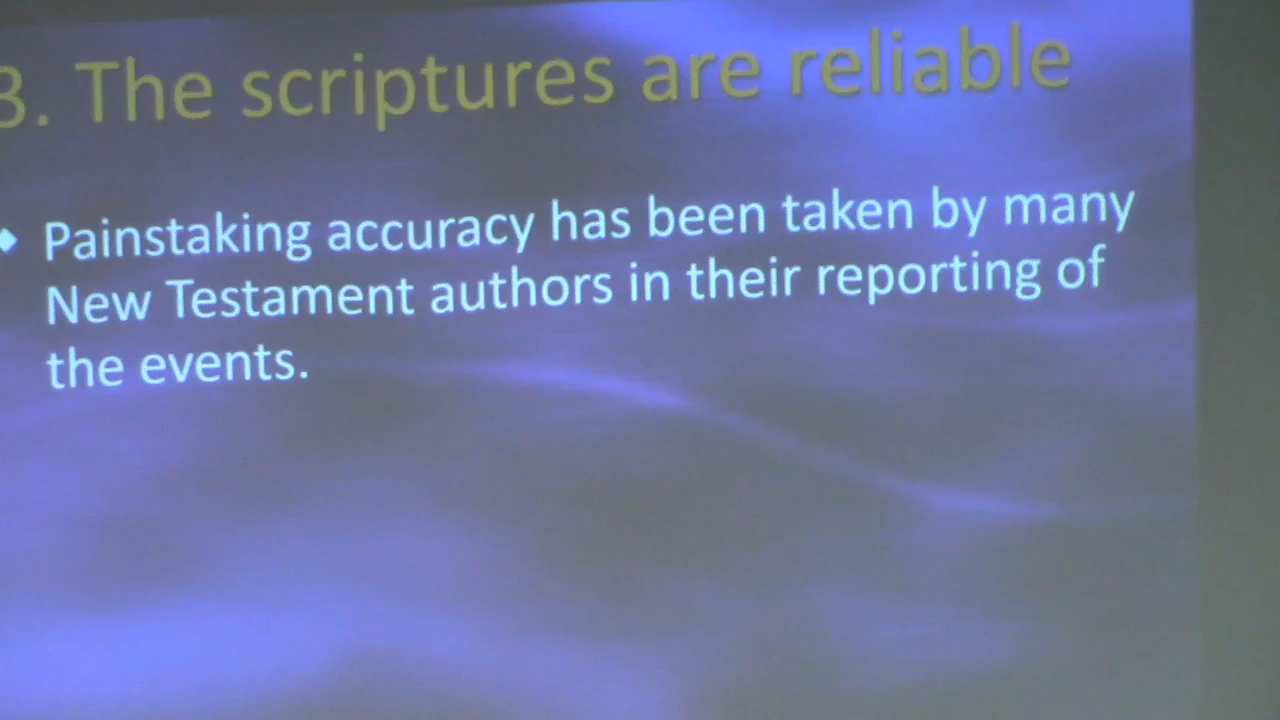 3. The scriptures are reliable
Painstaking accuracy has been taken by many
New Testament authors in their reporting of
the events.